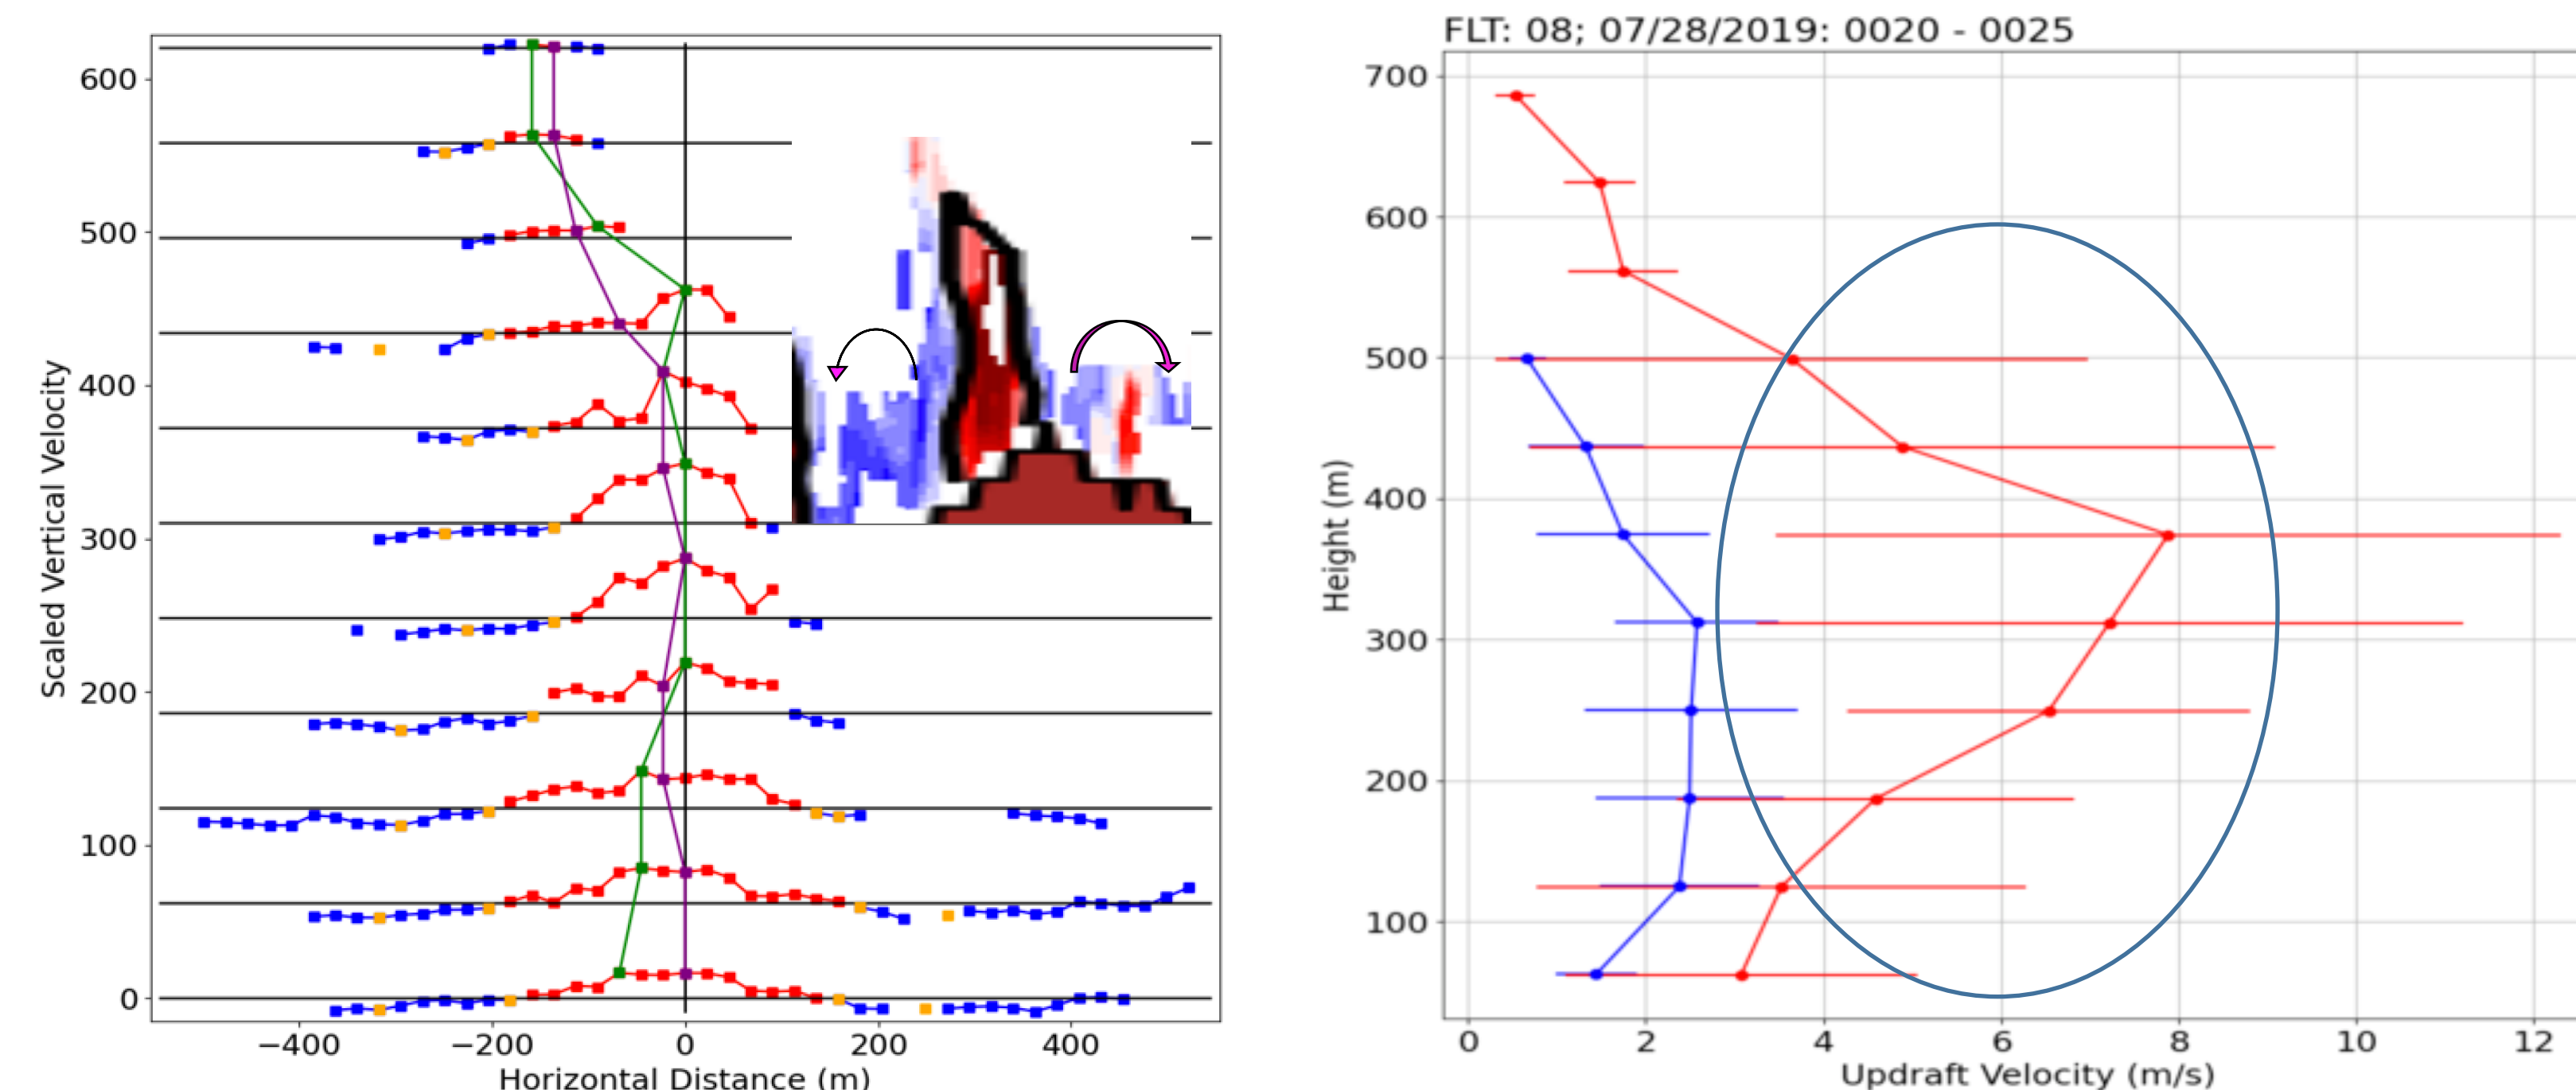 600
500
400
300
200
100
0
Scaled Vertical Velocity
−400 −200 0 200 400
Horizontal Distance (m)
FLT: 08; 07/28/2019: 0020 - 0025
700
600
500
400
300
200
100
Height (m)
0 2 4 6 8 10 12
Updraft Velocity (m/s)